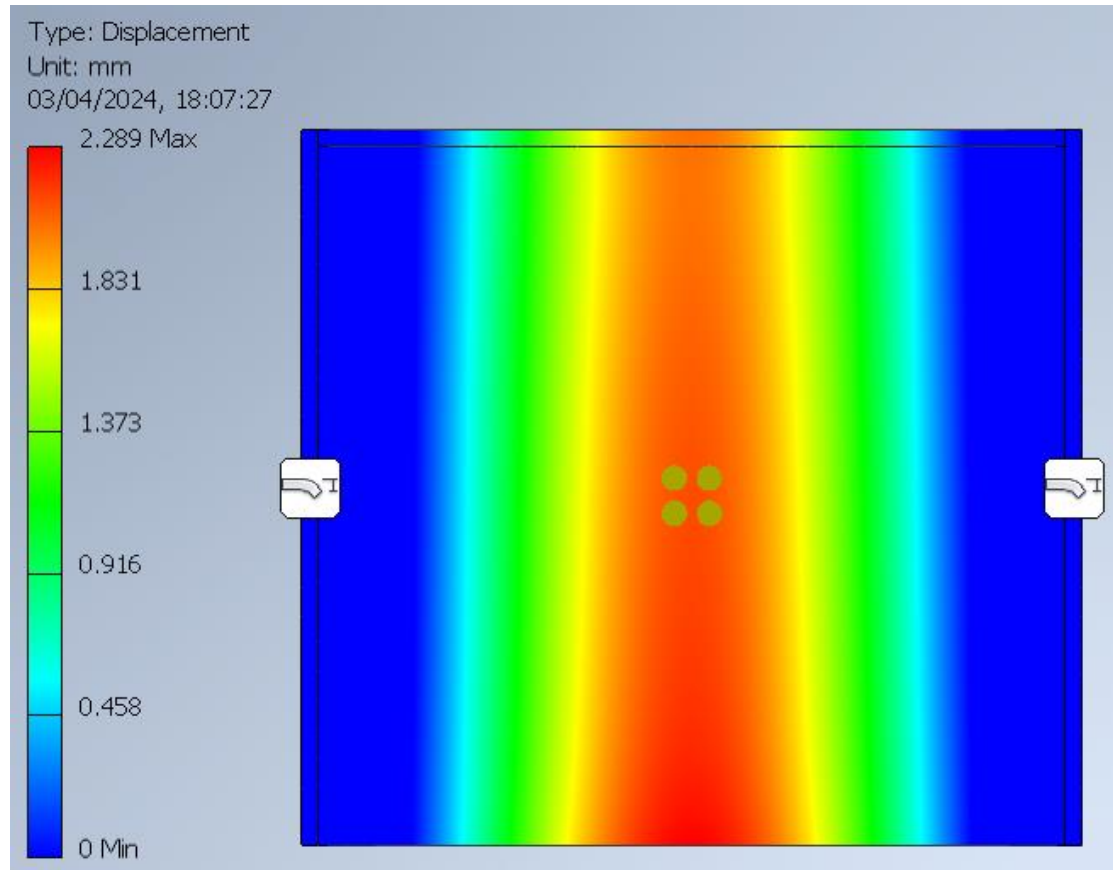 Type: Displacement
Unit: mm
03/04/2024, 18:07:27
2.289 Max
1.831
1.373
0.916
0.458
0 Min